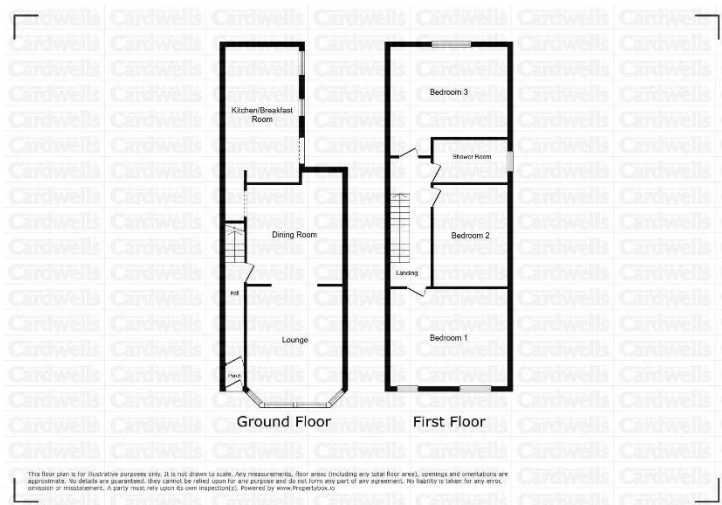 Kitchen/Breakfast
Room
Dining Room
Hall
Lounge
Porch
Ground Floor
Bedroom 3
Shower Room
Bedroom 2
Landing
Bedroom 1
First Floor
This floor plan is for illustrative purposes only. It is not drawn to scale. Any measurements, floor areas (including any total floor area), openings and orientations are
approximate. No details are guaranteed, they cannot be relied upon for any purpose and do not form any part of any agreement. No liability is taken for any error,
omission or misstatement. A party must rely upon its own inspection(s). Powered by www.Propertybox.io
Cardwells